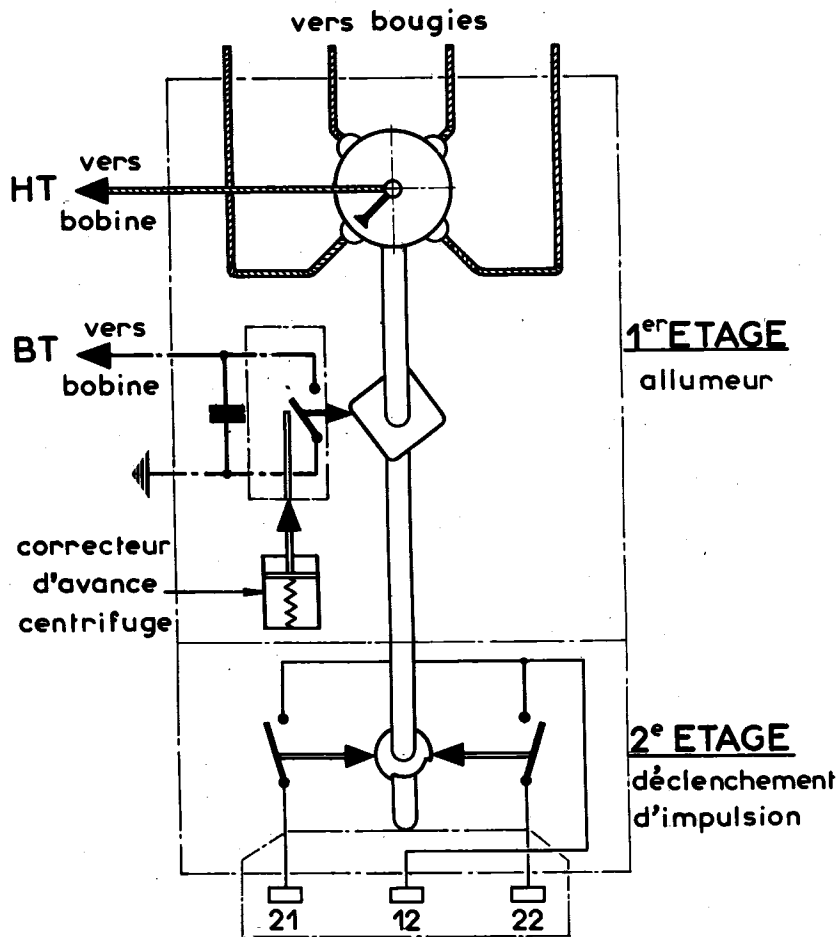 vers bougies
HT
vers
bobine
BT
vers
bobine
1er ETAGE
allumeur
correcteur
d'avance
centrifuge
2e ETAGE
déclenchement
d'impulsion
21
12
22